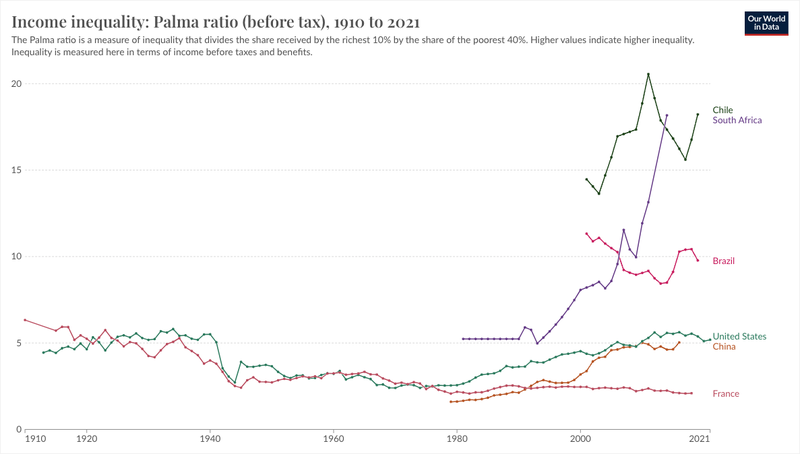 Income inequality: Palma ratio (before tax), 1910 to 2021
Our World
in Data
The Palma ratio is a measure of inequality that divides the share received by the richest 10% by the share of the poorest 40%. Higher values indicate higher inequality.
Inequality is measured here in terms of income before taxes and benefits.
20
15
10
5
0
Chile
South Africa
Brazil
United States
China
France
1910
1920
1940
1960
1980
2000
2021